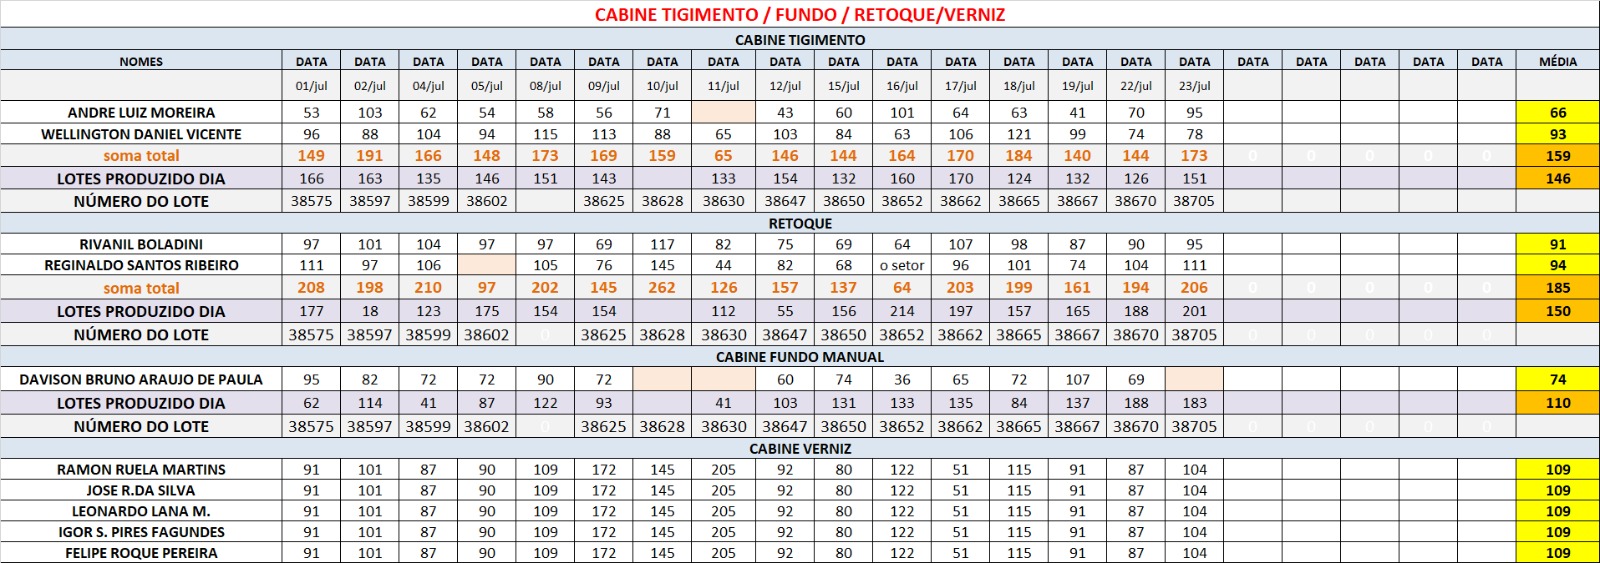 CABINE TIGIMENTO / FUNDO / RETOQUE/VERNIZ
CABINE TIGIMENTO
NOMES DATA DATA DATA DATA DATA DATA DATA DATA DATA DATA DATA DATA DATA DATA DATA DATA DATA DATA DATA DATA DATA MÉDIA
01/jul 02/jul 04/jul 05/jul 08/jul 09/jul 10/jul 11/jul 12/jul 15/jul 16/jul 17/jul 18/jul 19/jul 22/jul 23/jul
ANDRE LUIZ MOREIRA 53 103 62 54 58 56 71 43 60 101 64 63 41 70 95 66
WELLINGTON DANIEL VICENTE 96 88 104 94 115 113 88 65 103 84 63 106 121 99 74 78 93
soma total 149 191 166 148 173 169 159 65 146 144 164 170 184 140 144 173 0 0 0 0 0 159
LOTES PRODUZIDO DIA 166 163 135 146 151 143 133 154 132 160 170 124 132 126 151 146
NÚMERO DO LOTE 38575 38597 38599 38602 38625 38628 38630 38647 38650 38652 38662 38665 38667 38670 38705
RETOQUE
RIVANIL BOLADINI 97 101 104 97 97 69 117 82 75 69 64 107 98 87 90 95 91
REGINALDO SANTOS RIBEIRO 111 97 106 105 76 145 44 82 68 o setor 96 101 74 104 111 94
soma total 208 198 210 97 202 145 262 126 157 137 64 203 199 161 194 206 0 0 0 0 0 185
LOTES PRODUZIDO DIA 177 18 123 175 154 154 112 55 156 214 197 157 165 188 201 150
NÚMERO DO LOTE 38575 38597 38599 38602 0 38625 38628 38630 38647 38650 38652 38662 38665 38667 38670 38705 0 0 0 0 0
CABINE FUNDO MANUAL
DAVISON BRUNO ARAUJO DE PAULA 95 82 72 72 90 72 60 74 36 65 72 107 69 74
LOTES PRODUZIDO DIA 62 114 41 87 122 93 41 103 131 133 135 84 137 188 183 110
NÚMERO DO LOTE 38575 38597 38599 38602 0 38625 38628 38630 38647 38650 38652 38662 38665 38667 38670 38705 0 0 0 0 0
CABINE VERNIZ
RAMON RUELA MARTINS 91 101 87 90 109 172 145 205 92 80 122 51 115 91 87 104 109
JOSE R.DA SILVA 91 101 87 90 109 172 145 205 92 80 122 51 115 91 87 104 109
LEONARDO LANA M. 91 101 87 90 109 172 145 205 92 80 122 51 115 91 87 104 109
IGOR S. PIRES FAGUNDES 91 101 87 90 109 172 145 205 92 80 122 51 115 91 87 104 109
FELIPE ROQUE PEREIRA 91 101 87 90 109 172 145 205 92 80 122 51 115 91 87 104 109